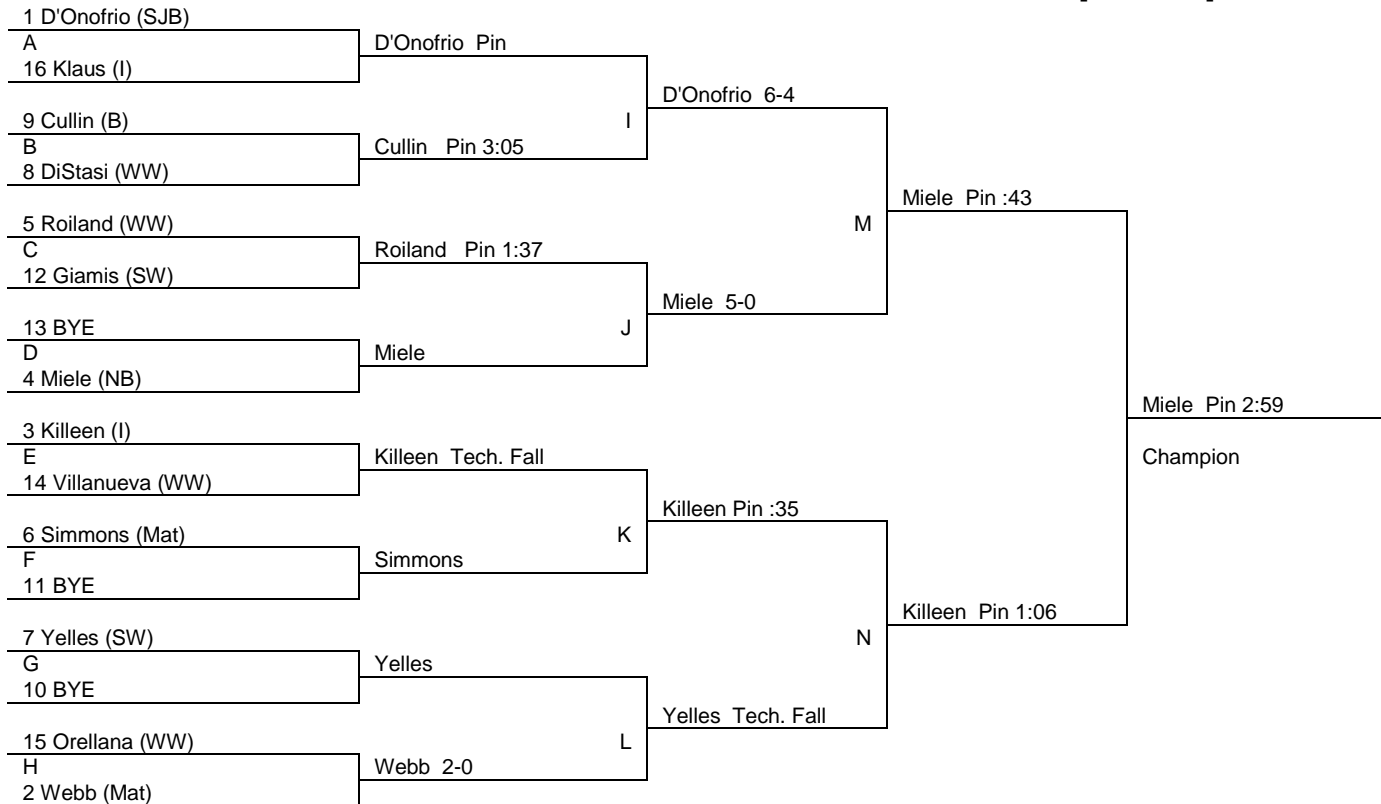 1 D'Onofrio (SJB)
A
D'Onofrio Pin
16 Klaus (I)
D'Onofrio 6-4
9 Cullin (B)
I
B
Cullin Pin 3:05
8 DiStasi (WW)
Miele Pin :43
5 Roiland (WW)
M
C
Roiland Pin 1:37
12 Giamis (SW)
Miele 5-0
13 BYE
J
D
Miele
4 Miele (NB)
Miele Pin 2:59
3 Killeen (I)
E
Killeen Tech. Fall
Champion
14 Villanueva (WW)
Killeen Pin :35
6 Simmons (Mat)
K
F
Simmons
11 BYE
Killeen Pin 1:06
7 Yelles (SW)
N
G
Yelles
10 BYE
Yelles Tech. Fall
15 Orellana (WW)
L
H
Webb 2-0
2 Webb (Mat)